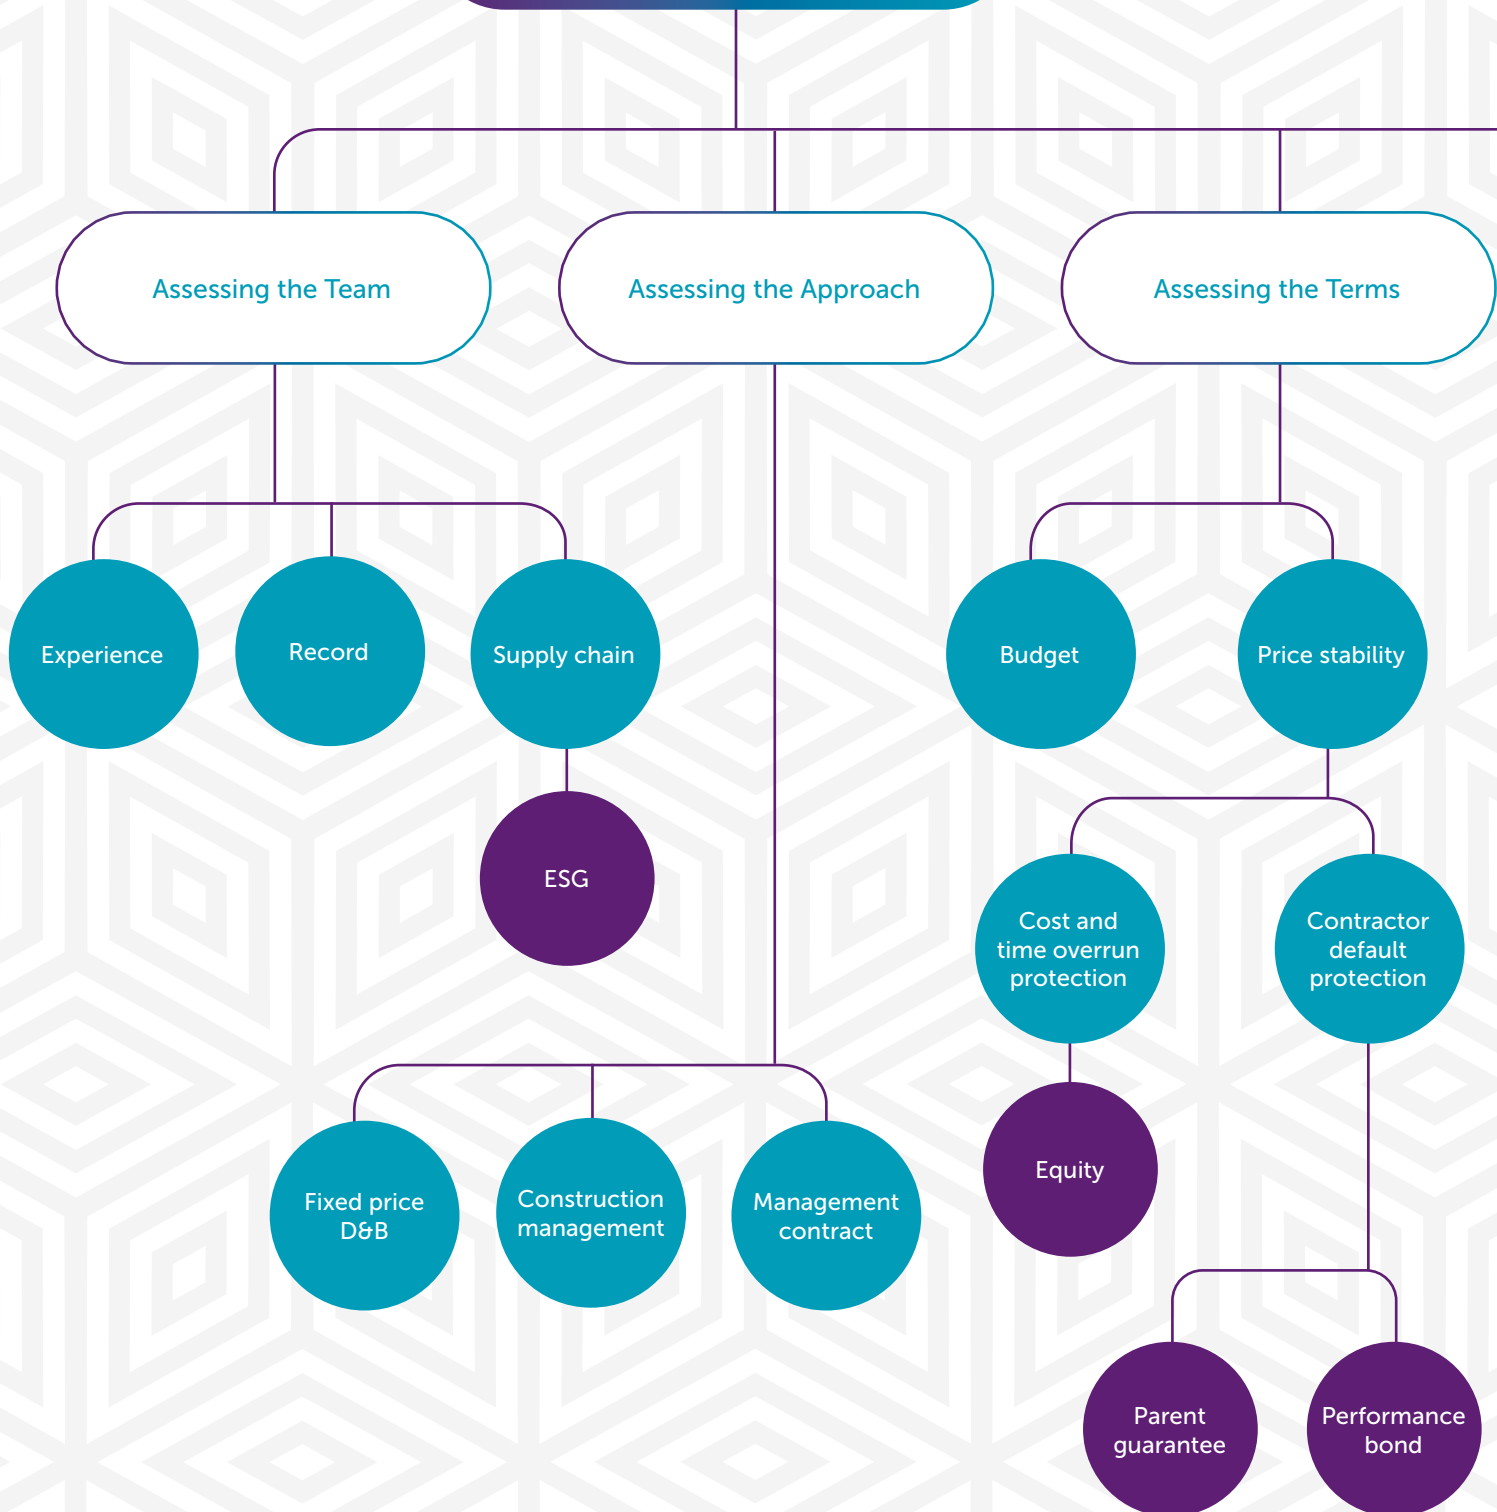 Assessing the Team
Assessing the Approach
Assessing the Terms
Experience
Record
Supply chain
Budget
Price stability
ESG
Cost and
time overrun
protection
Contractor
default
protection
Fixed price
D&B
Construction
management
Management
contract
Equity
Parent
guarantee
Performance
bond